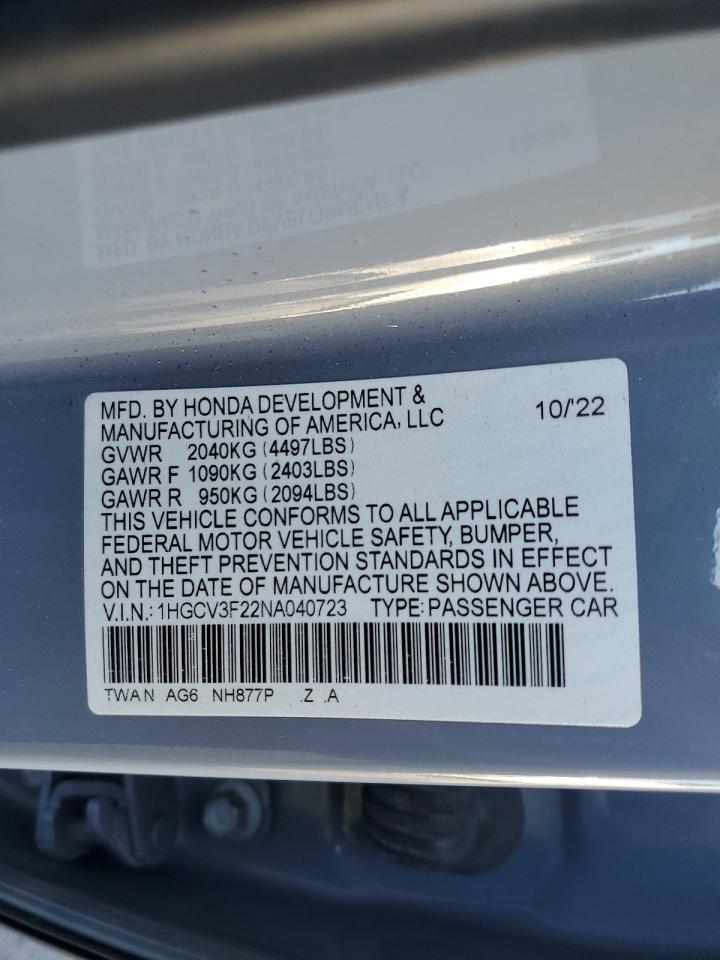 MFD. BY HONDA DEVELOPMENT & 10/'22
MANUFACTURING OF AMERICA, LLC
GVWR 2040KG (4497LBS)
GAWR F 1090KG (2403LBS)
GAWR R 950KG (2094LBS)
THIS VEHICLE CONFORMS TO ALL APPLICABLE
FEDERAL MOTOR VEHICLE SAFETY, BUMPER,
AND THEFT PREVENTION STANDARDS IN EFFECT
ON THE DATE OF MANUFACTURE SHOWN ABOVE.
V.I.N.: 1HGCV3F22NA040723 TYPE: PASSENGER CAR
TWAN AG6 NH877P .Z .A